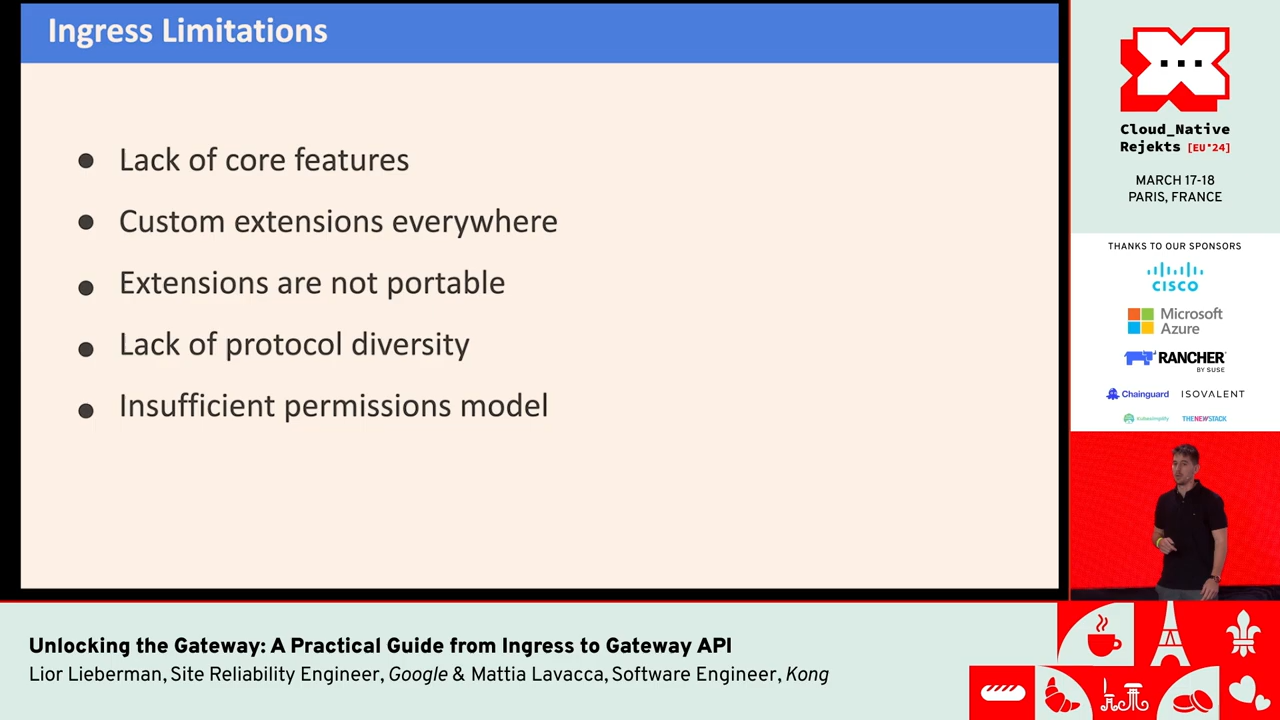 Ingress Limitations
Lack of core features
Custom extensions everywhere
Extensions are not portable
Lack of protocol diversity
Insufficient permissions model
Cloud_Native
Rejekts [EU*24]
MARCH 17-18
PARIS, FRANCE
THANKS TO OUR SPONSORS
CISCO
Microsoft
Azure
RANCHER
BY SUSE
Chainguard ISOVALENT
kubesimplify THENEWSTACK
Unlocking the Gateway: A Practical Guide from Ingress to Gateway API
Lior Lieberman, Site Reliability Engineer, Google & Mattia Lavacca, Software Engineer, Kong